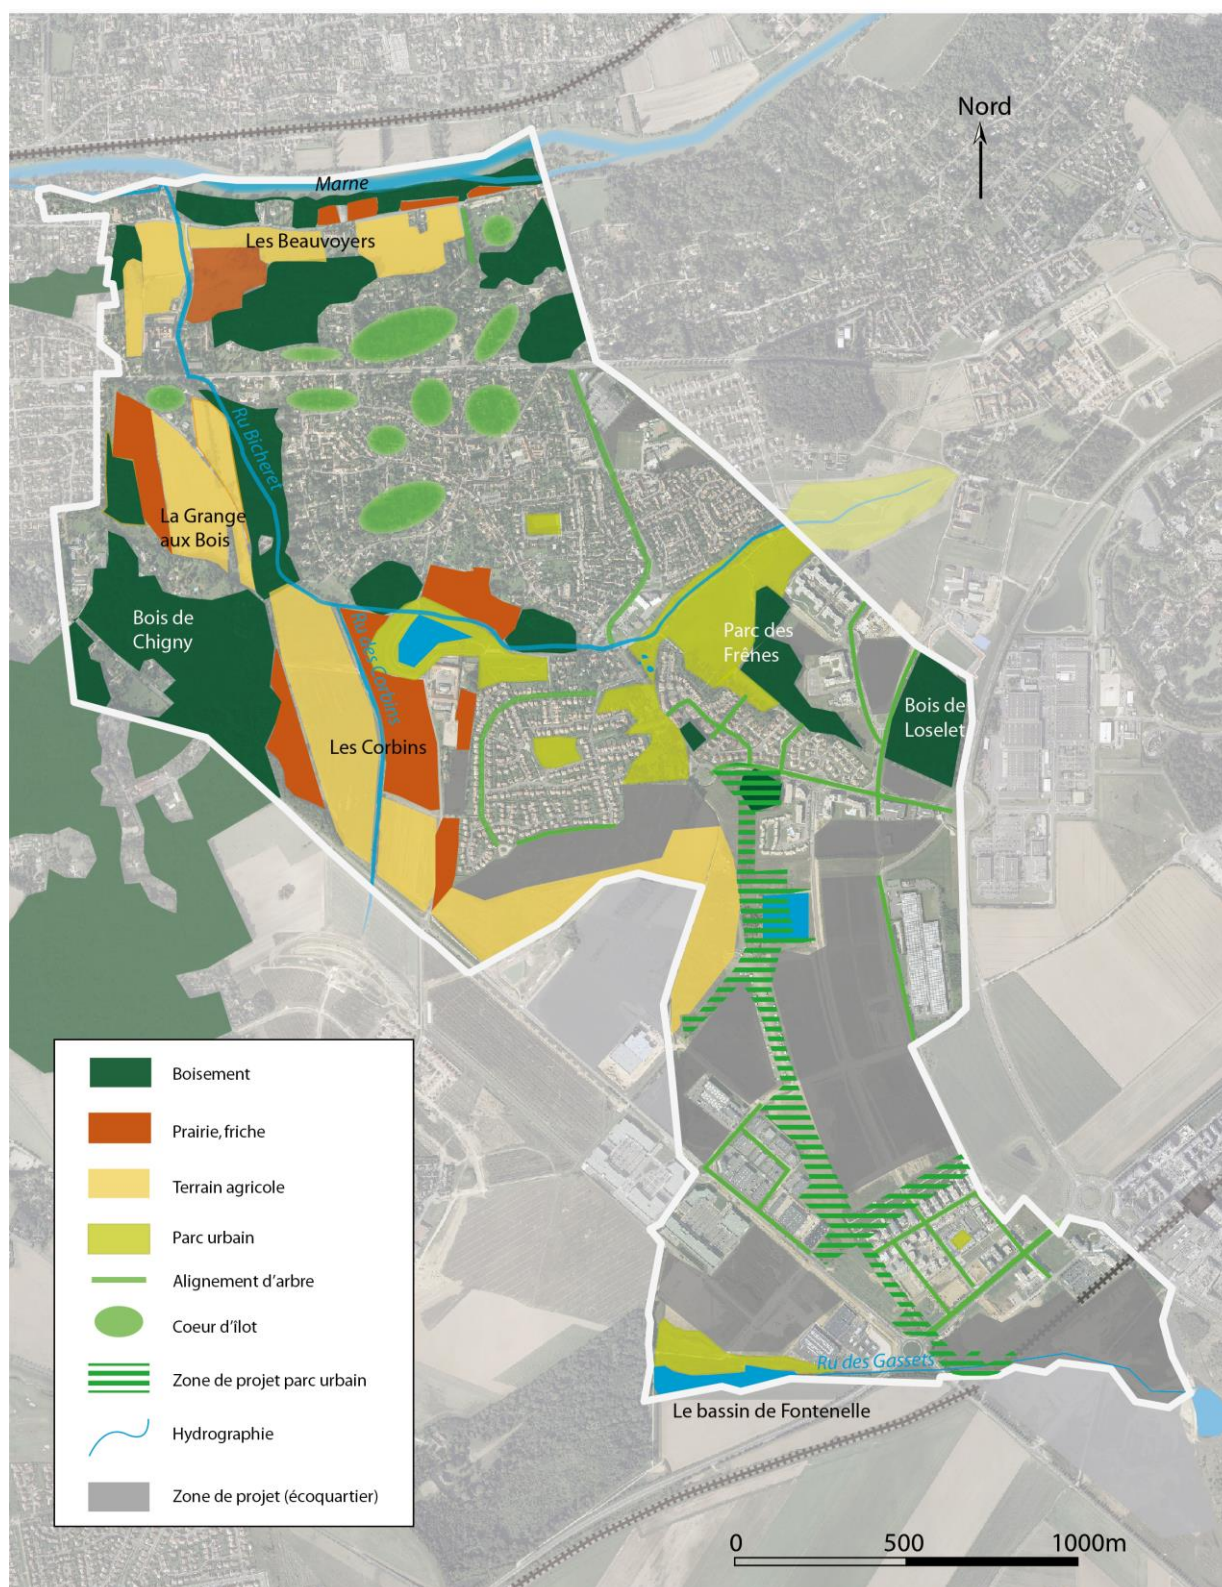 Nord
Marne
Les Beauvoyers
Ru Bicheret
La Grange
aux Bois
Bois de
Chigny
Ru des Corbins
Parc des
Frênes
Bois de
Loselet
Les Corbins
Boisement
Prairie, friche
Terrain agricole
Parc urbain
Alignement d'arbre
Coeur d'îlot
Zone de projet parc urbain
Hydrographie
Zone de projet (écoquartier)
Ru des Gassets
Le bassin de Fontenelle
0 500 1000m